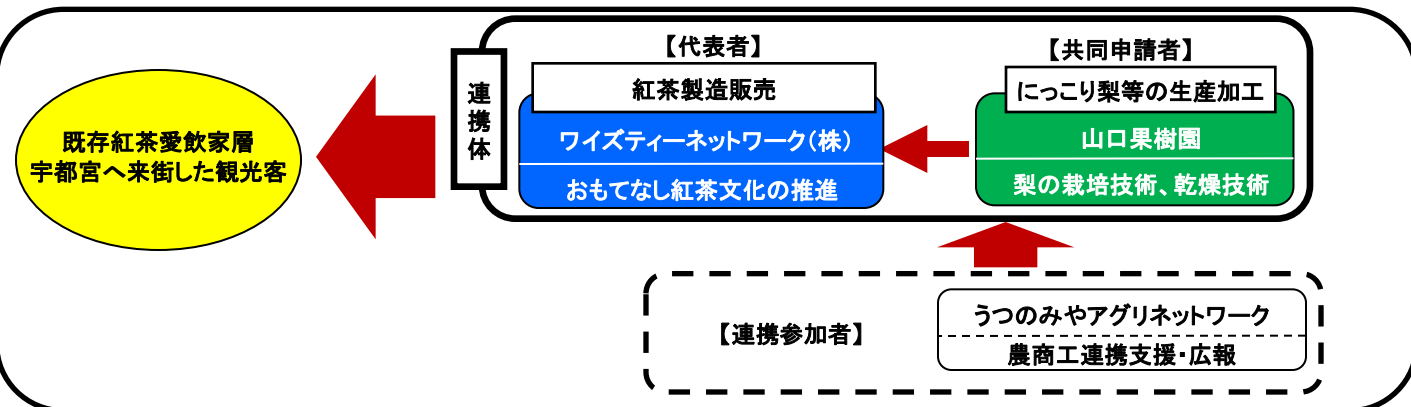 【代表者】
【共同申請者】
連携体
紅茶製造販売
ワイズティーネットワーク(株)
おもてなし紅茶文化の推進
にっこり梨等の生産加工
山口果樹園
梨の栽培技術、乾燥技術
既存紅茶愛飲家層
宇都宮へ来街した観光客
【連携参加者】
うつのみやアグリネットワーク
農商工連携支援・広報